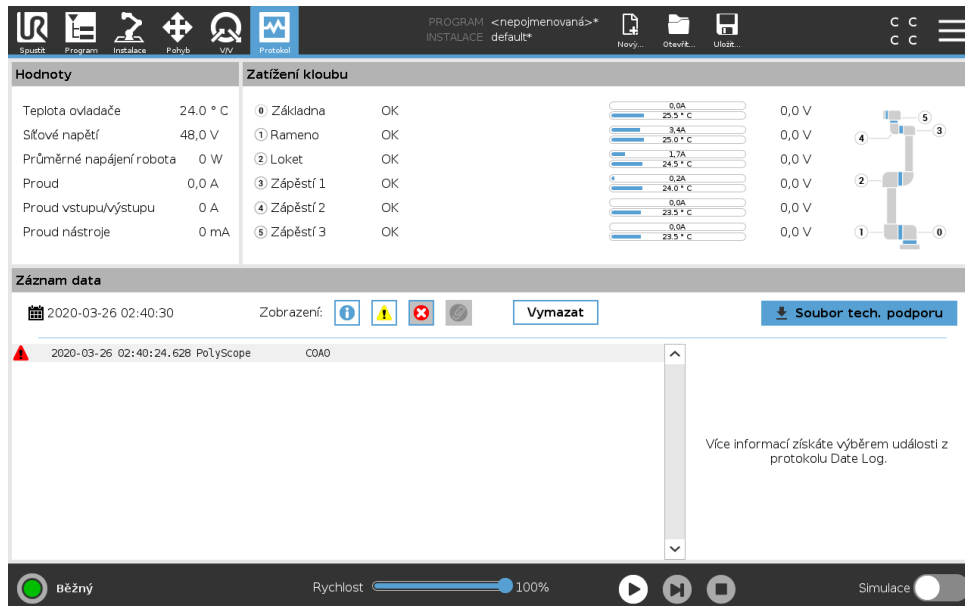 UR
PROGRAM <nepojmenovaná>*
INSTALACE default*
C C
C C
Spustit Program Instalace Pohyb V/V Protokol Nový... Otevřít... Uložit...
Hodnoty
Teplota ovladače 24.0 ° C
Síťové napětí 48,0 V
Průměrné napájení robota 0 W
Proud 0,0 A
Proud vstupu/výstupu 0 A
Proud nástroje 0 mA
Zatížení kloubu
0 Základna OK 0,0A 25.5 ° C 0,0 V
1 Rameno OK 3,4A 25.0 ° C 0,0 V
2 Loket OK 1,7A 24.5 ° C 0,0 V
3 Zápěstí 1 OK 0,2A 24.0 ° C 0,0 V
4 Zápěstí 2 OK 0,0A 23.5 ° C 0,0 V
5 Zápěstí 3 OK 0,0A 23.5 ° C 0,0 V
5
4 3
2
1 0
Záznam data
2020-03-26 02:40:30 Zobrazení: Vymazat Soubor tech. podporu
2020-03-26 02:40:24.628 PolyScope C0A0
Více informací získáte výběrem události z
protokolu Date Log.
Běžný Rychlost 100% Simulace